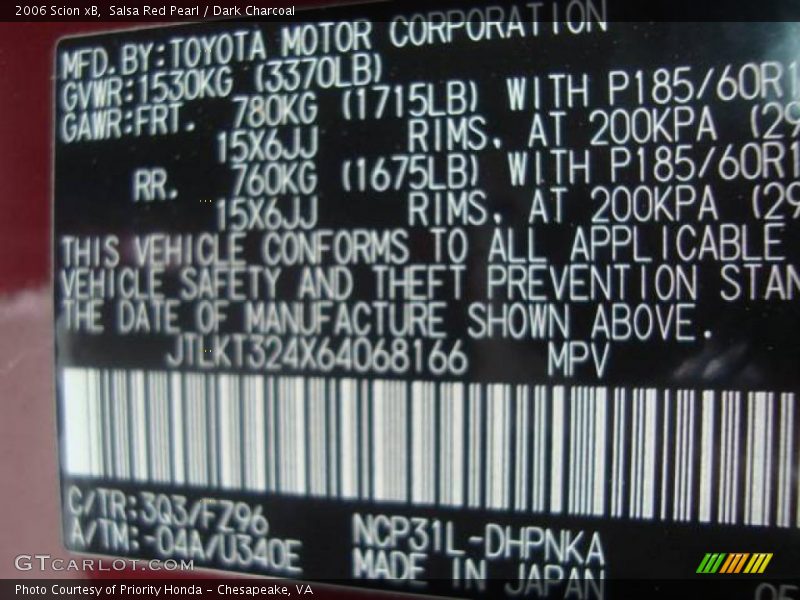 2006 Scion xB,  Salsa Red Pearl / Dark Charcoal
MFD. BY: TOYOTA MOTOR CORPORATION
GVWR: 1530KG (3370LB)
GAWR: FRT. 780KG (1715LB) WITH P185/60R1
15X6JJ RIMS, AT 200KPA (29
RR. 760KG (1675LB) WITH P185/60R1
15X6JJ RIMS, AT 200KPA (29
THIS VEHICLE CONFORMS TO ALL APPLICABLE
VEHICLE SAFETY AND THEFT PREVENTION STAN
THE DATE OF MANUFACTURE SHOWN ABOVE.
JTLKT324X64068166 MPV
C/TR: 3Q3/FZ96
A/TM: -04A/U340E
NCP31L-DHPNKA
MADE IN JAPAN
05
GTcarlot.com
Photo Courtesy of Priority Honda - Chesapeake, VA